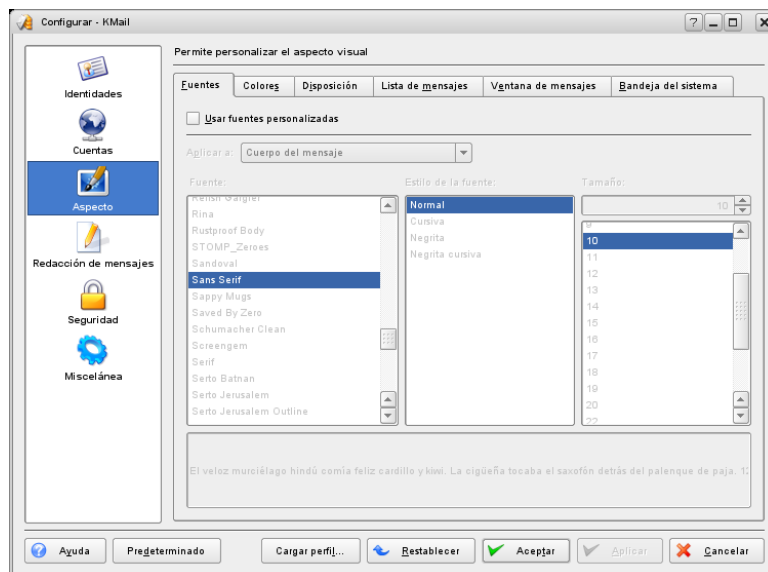 Configurar - KMail
Identidades
Cuentas
Aspecto
Redacción de mensajes
Seguridad
Miscelánea
Permite personalizar el aspecto visual
Fuentes Colores Disposición Lista de mensajes Ventana de mensajes Bandeja del sistema
Usar fuentes personalizadas
Aplicar a: Cuerpo del mensaje
Fuente:
Relish Gargler
Rina
Rustproof Body
STOMP_Zeroes
Sandoval
Sans Serif
Sappy Mugs
Saved By Zero
Schumacher Clean
Screengem
Serif
Serto Batnan
Serto Jerusalem
Serto Jerusalem Outline
Estilo de la fuente:
Normal
Cursiva
Negrita
Negrita cursiva
Tamaño:
10
9
10
11
12
13
14
15
16
17
18
19
20
22
El veloz murciélago hindú comía feliz cardillo y kiwi. La cigüeña tocaba el saxofón detrás del palenque de paja. 12
Ayuda Predeterminado Cargar perfil... Restablecer Aceptar Aplicar Cancelar